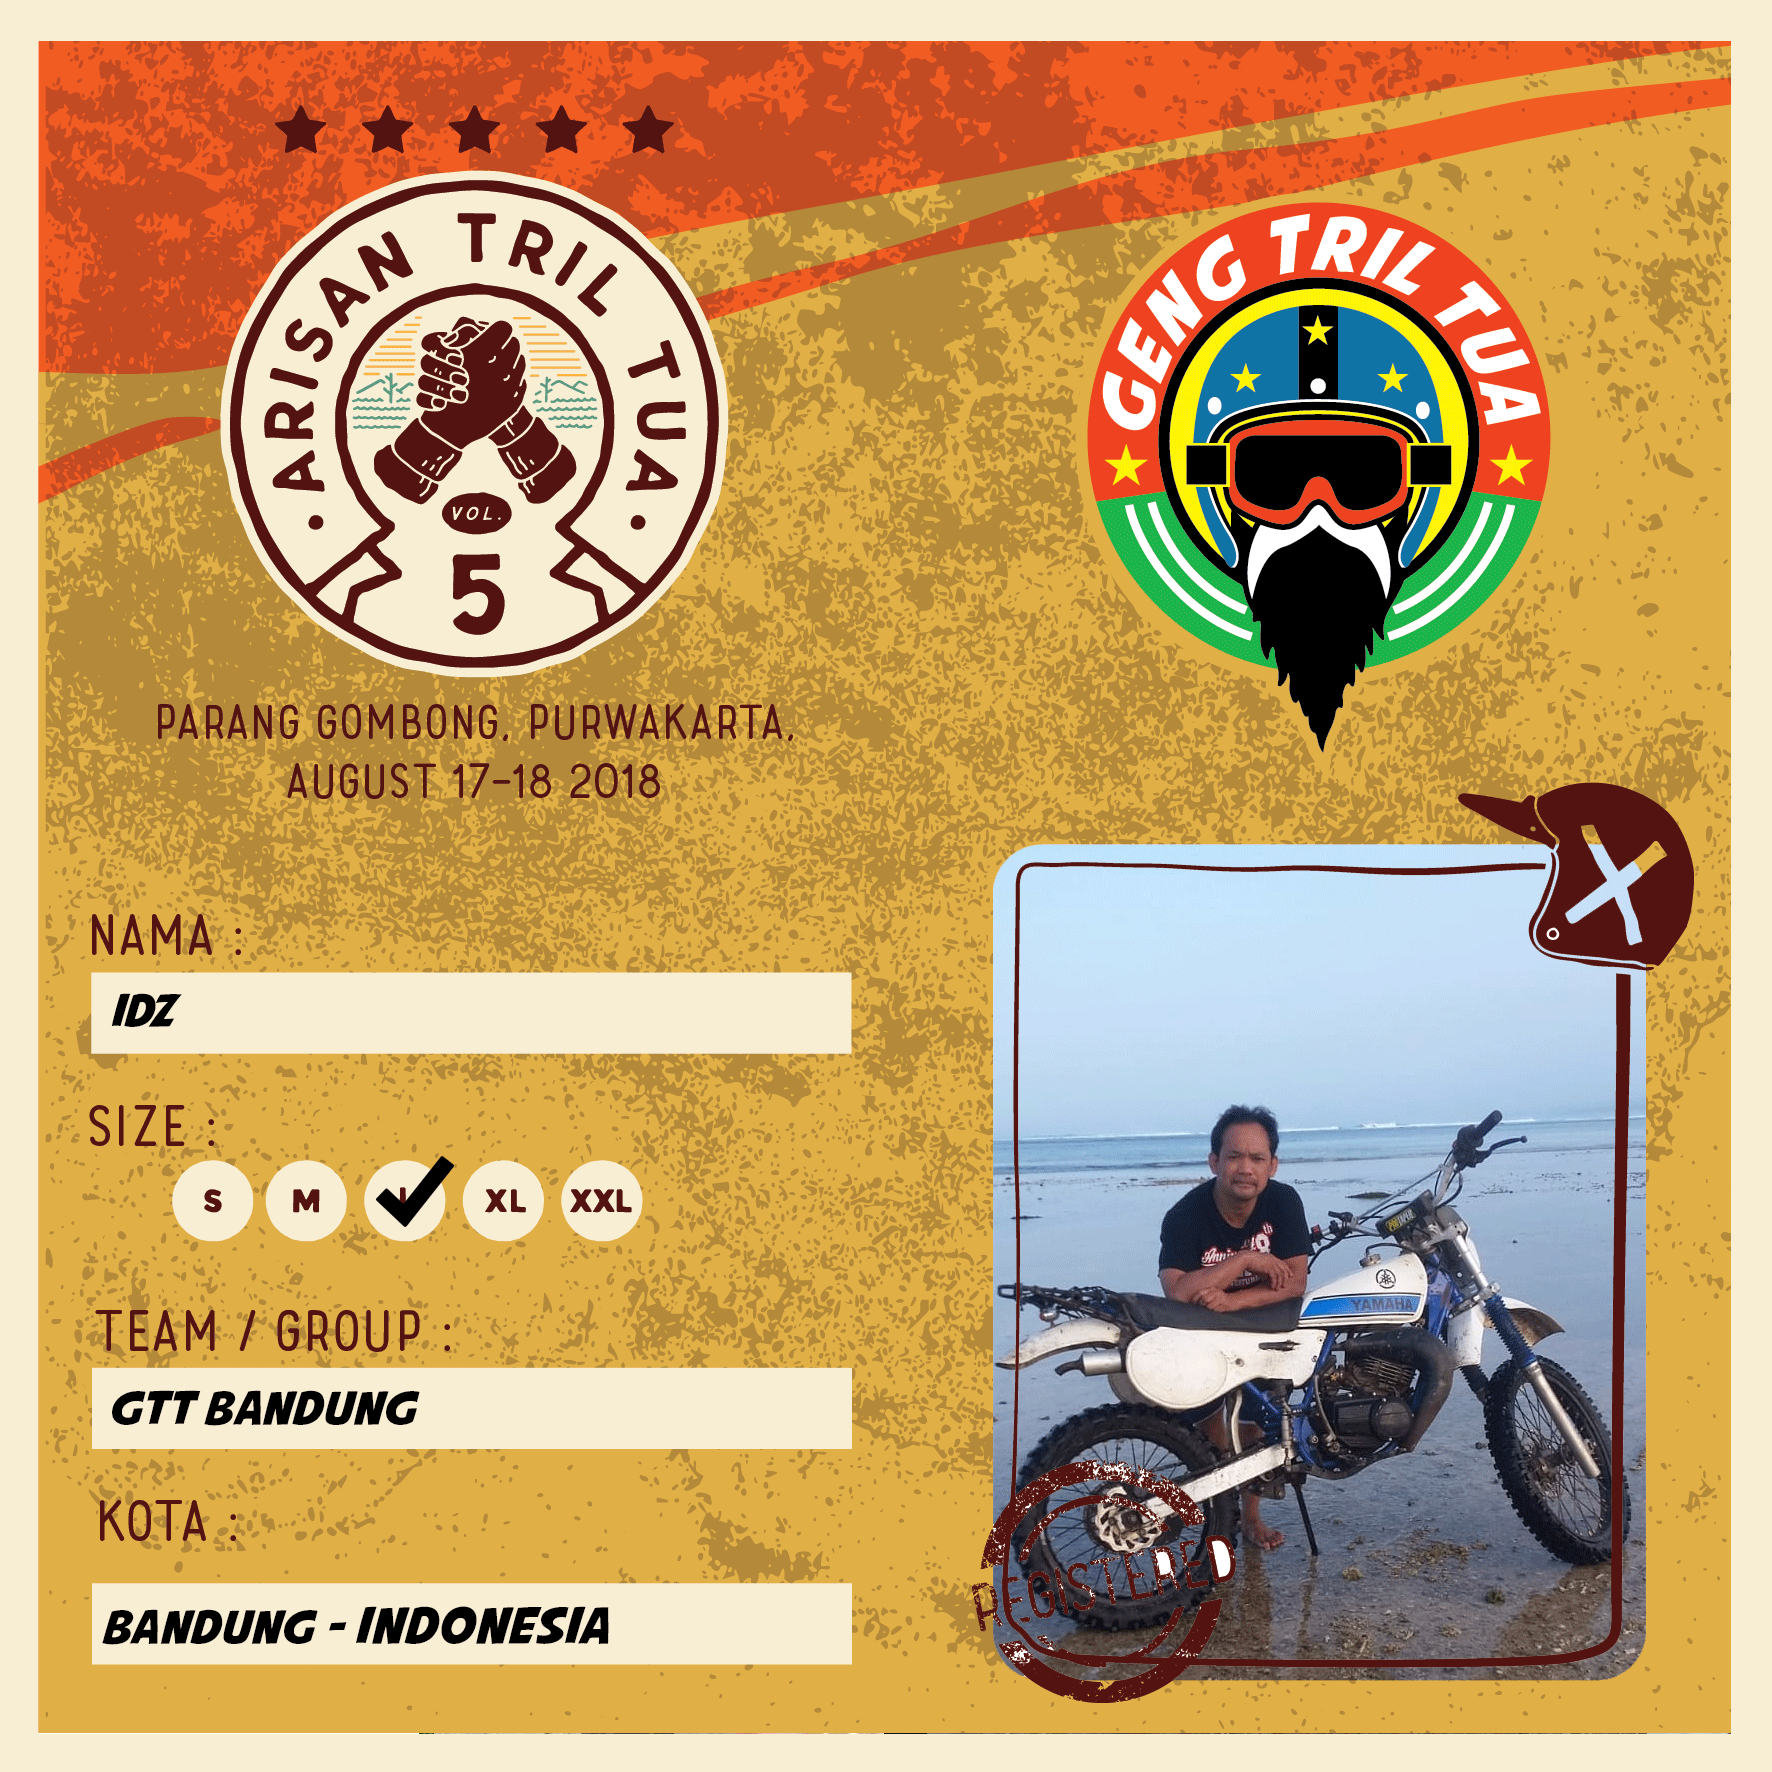 ARISAN TRIL TUA
VOL.
5
GENG TRIL TUA
PARANG GOMBONG, PURWAKARTA,
AUGUST 17-18 2018
NAMA :
IDZ
SIZE :
S M L XL XXL
TEAM / GROUP :
GTT BANDUNG
KOTA :
BANDUNG - INDONESIA
YAMAHA
REGISTERED